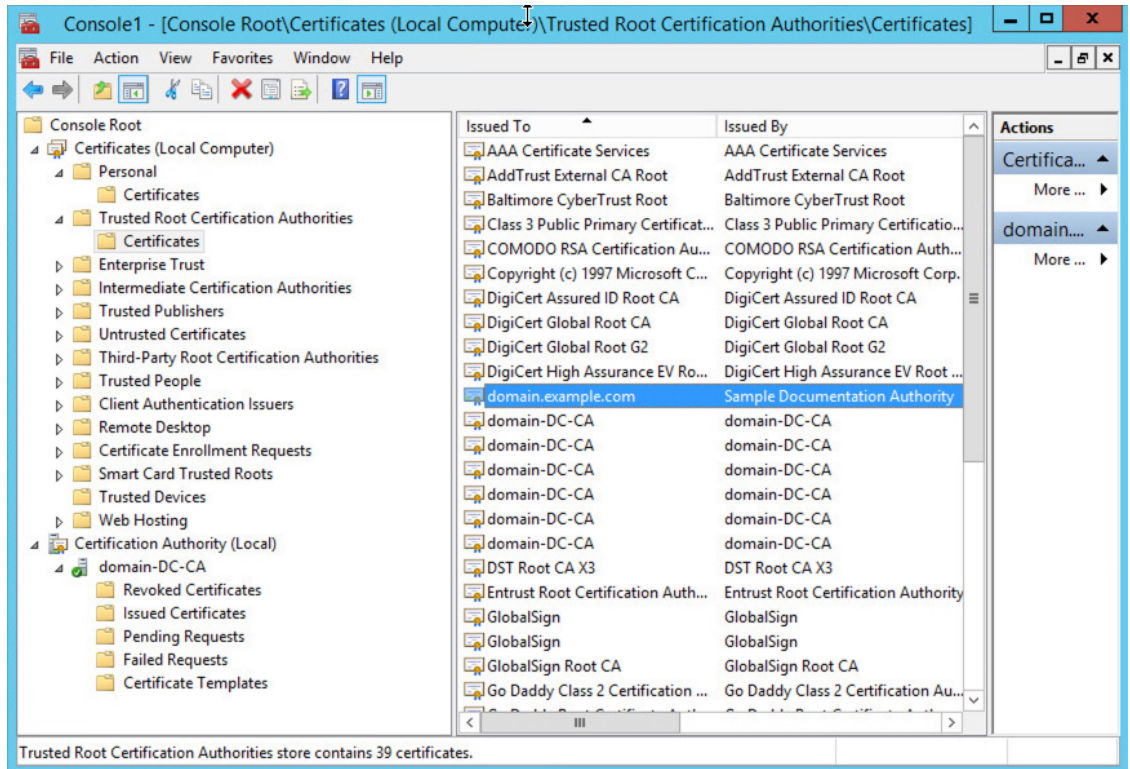 Console1 - [Console Root\Certificates (Local Computer)\Trusted Root Certification Authorities\Certificates]
File Action View Favorites Window Help
Console Root
Certificates (Local Computer)
Personal
Certificates
Trusted Root Certification Authorities
Certificates
Enterprise Trust
Intermediate Certification Authorities
Trusted Publishers
Untrusted Certificates
Third-Party Root Certification Authorities
Trusted People
Client Authentication Issuers
Remote Desktop
Certificate Enrollment Requests
Smart Card Trusted Roots
Trusted Devices
Web Hosting
Certification Authority (Local)
domain-DC-CA
Revoked Certificates
Issued Certificates
Pending Requests
Failed Requests
Certificate Templates
Issued To Issued By
AAA Certificate Services AAA Certificate Services
AddTrust External CA Root AddTrust External CA Root
Baltimore CyberTrust Root Baltimore CyberTrust Root
Class 3 Public Primary Certificat... Class 3 Public Primary Certificatio...
COMODO RSA Certification Au... COMODO RSA Certification Auth...
Copyright (c) 1997 Microsoft C... Copyright (c) 1997 Microsoft Corp.
DigiCert Assured ID Root CA DigiCert Assured ID Root CA
DigiCert Global Root CA DigiCert Global Root CA
DigiCert Global Root G2 DigiCert Global Root G2
DigiCert High Assurance EV Ro... DigiCert High Assurance EV Root ...
domain.example.com Sample Documentation Authority
domain-DC-CA domain-DC-CA
domain-DC-CA domain-DC-CA
domain-DC-CA domain-DC-CA
domain-DC-CA domain-DC-CA
domain-DC-CA domain-DC-CA
domain-DC-CA domain-DC-CA
DST Root CA X3 DST Root CA X3
Entrust Root Certification Auth... Entrust Root Certification Authority
GlobalSign GlobalSign
GlobalSign GlobalSign
GlobalSign Root CA GlobalSign Root CA
Go Daddy Class 2 Certification ... Go Daddy Class 2 Certification Au...
Actions
Certifica...
More ...
domain....
More ...
Trusted Root Certification Authorities store contains 39 certificates.